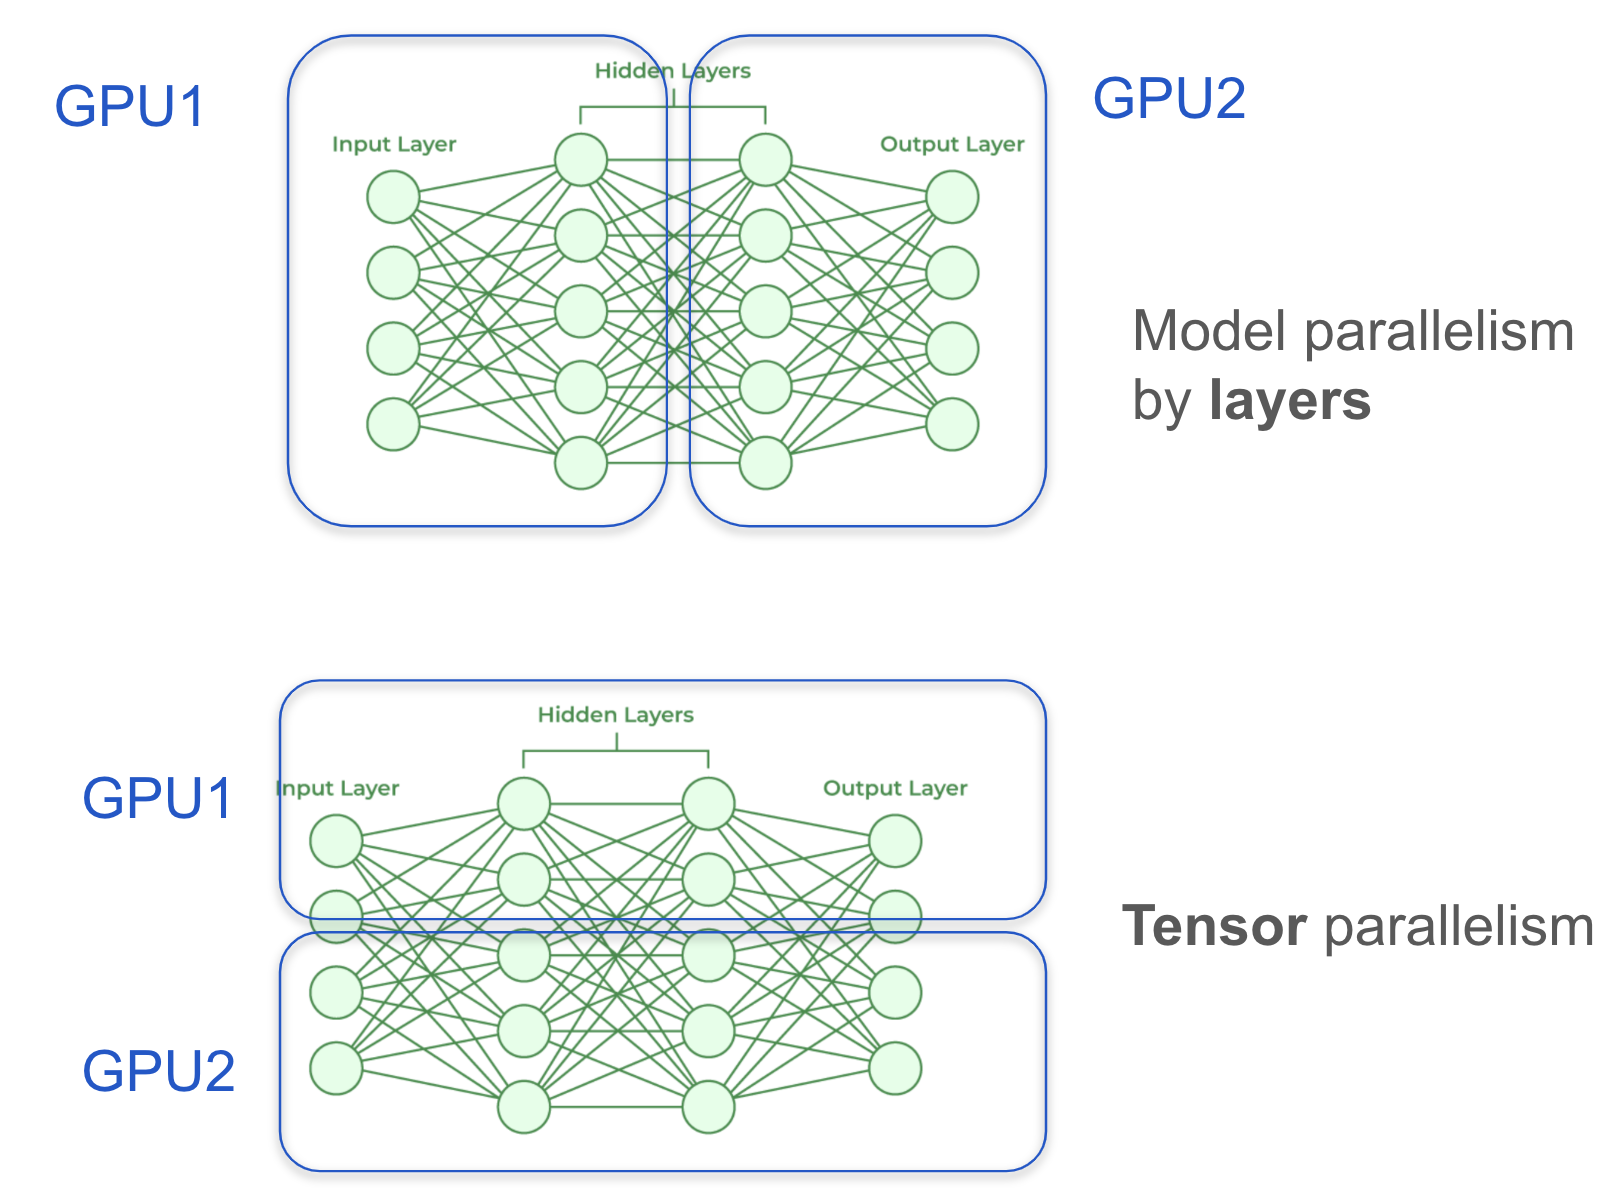 GPU1
Hidden Layers
GPU2
Input Layer
Output Layer
Model parallelism
by layers
Hidden Layers
GPU1
Input Layer
Output Layer
Tensor parallelism
GPU2